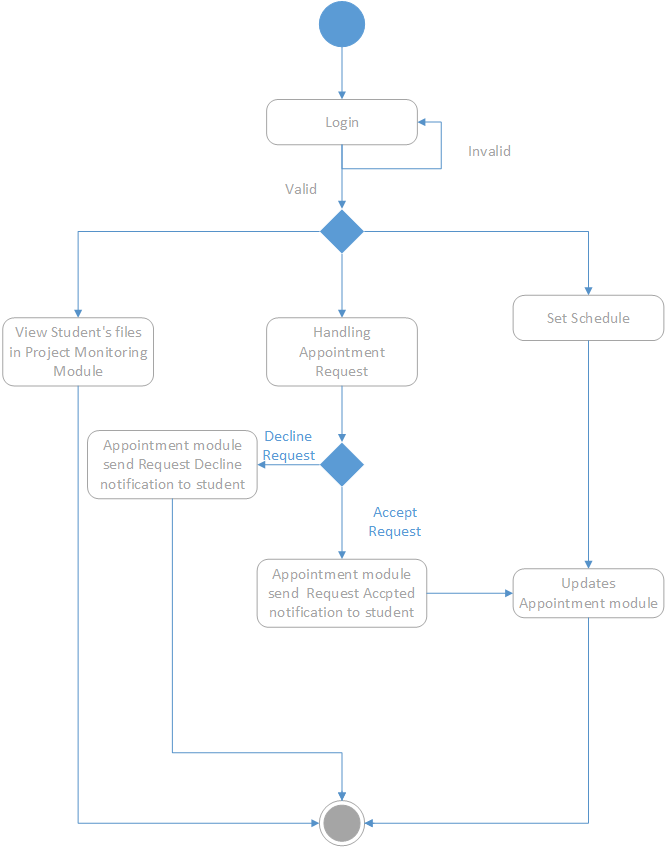 Login
Invalid
Valid
View Student's files
in Project Monitoring
Module
Handling
Appointment
Request
Set Schedule
Decline
Request
Appointment module
send Request Decline
notification to student
Accept
Request
Appointment module
send  Request Accpted
notification to student
Updates
Appointment module